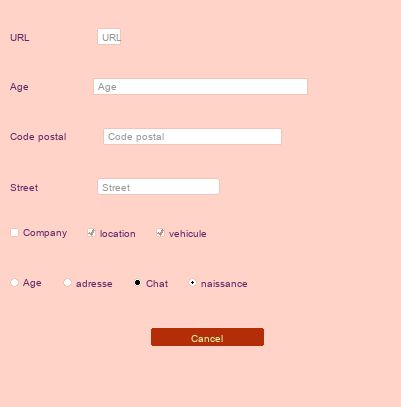 URL URL
Age Age
Code postal Code postal
Street Street
Company location vehicule
Age adresse Chat naissance
Cancel